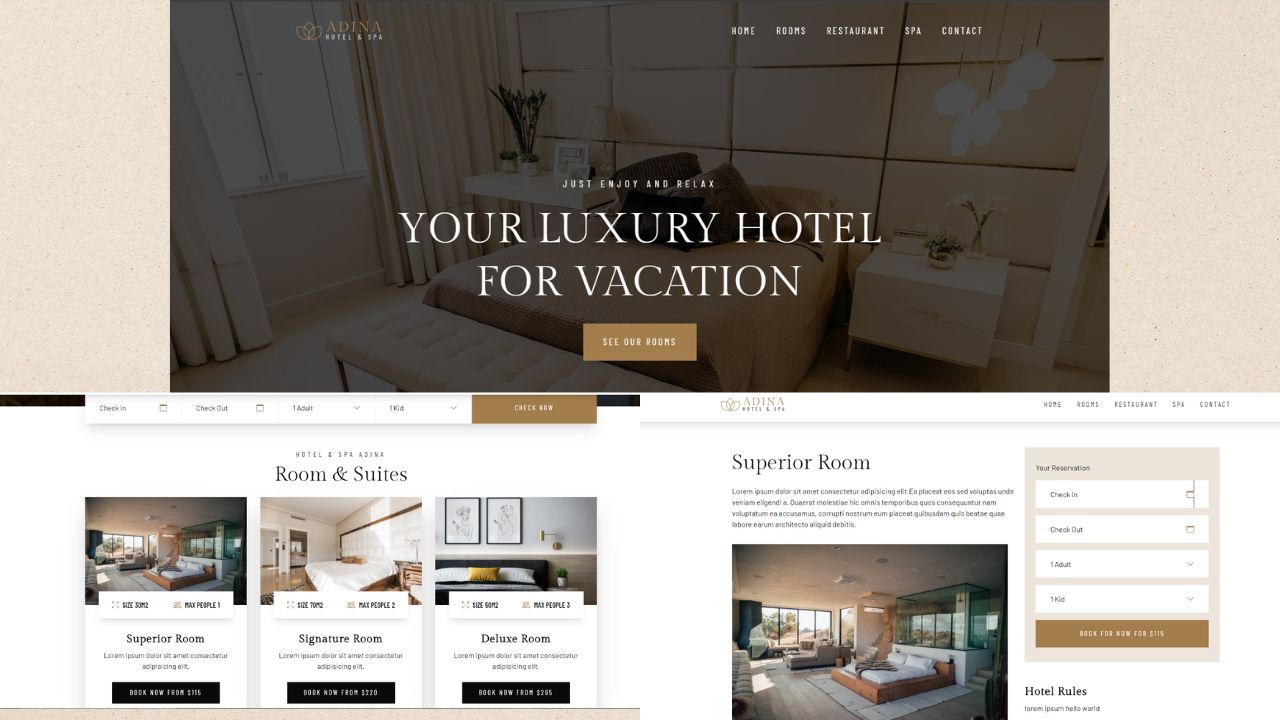 ADINA
HOTEL & SPA
HOME ROOMS RESTAURANT SPA CONTACT
JUST ENJOY AND RELAX
YOUR LUXURY HOTEL
FOR VACATION
SEE OUR ROOMS
Check in Check Out 1 Adult 1 Kid CHECK NOW
HOTEL & SPA ADINA
Room & Suites
SIZE 30M2 MAX PEOPLE 1
Superior Room
Lorem ipsum dolor sit amet consectetur
adipisicing elit.
BOOK NOW FROM $115
SIZE 70M2 MAX PEOPLE 2
Signature Room
Lorem ipsum dolor sit amet consectetur
adipisicing elit.
BOOK NOW FROM $220
SIZE 50M2 MAX PEOPLE 3
Deluxe Room
Lorem ipsum dolor sit amet consectetur
adipisicing elit.
BOOK NOW FROM $265
ADINA
HOTEL & SPA
HOME ROOMS RESTAURANT SPA CONTACT
Superior Room
Lorem ipsum dolor sit amet consectetur adipisicing elit.Ea placeat eos sed voluptas unde
veniam eligendi a. Quaerat molestiae hic omnis temporibus quos consequuntur nam
voluptatum ea accusamus, corrupti nostrum eum placeat quibusdam quis beatae quae
labore earum architecto aliquid debitis.
Your Reservation
Check in
Check Out
1 Adult
1 Kid
BOOK FOR NOW FOR $115
Hotel Rules
lorem ipsum hello world